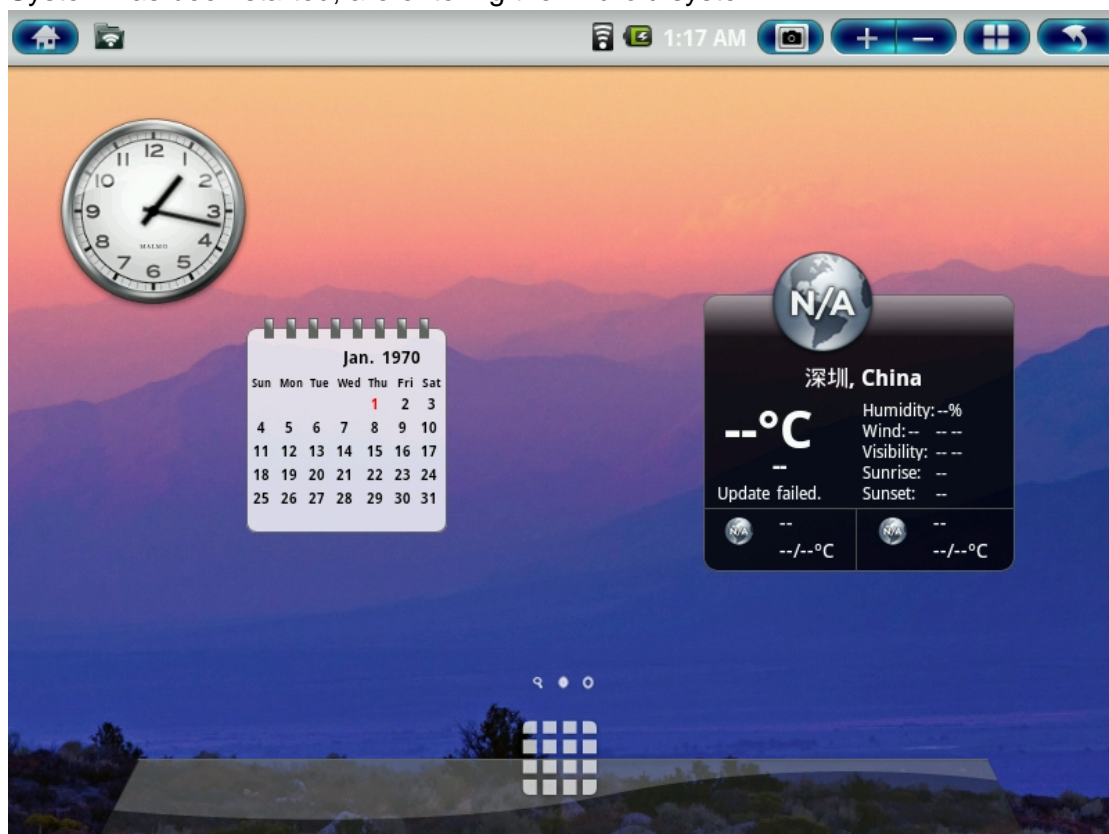 System has been started, are entering the Android system
1:17 AM
12
11 1
10 2
9 3
MALMO
8 4
7 6 5
Jan. 1970
Sun Mon Tue Wed Thu Fri Sat
1 2 3
4 5 6 7 8 9 10
11 12 13 14 15 16 17
18 19 20 21 22 23 24
25 26 27 28 29 30 31
N/A
深圳, China
--°C
--
Update failed.
Humidity:--%
Wind:-- -- --
Visibility: -- --
Sunrise: --
Sunset: --
N/A --
--/--°C
N/A --
--/--°C